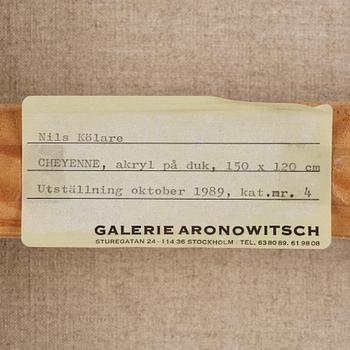 Nils Kölare
CHEYENNE, akryl på duk, 150 x 120 cm
Utställning oktober 1989, kat.nr. 4
GALERIE ARONOWITSCH
STUREGATAN 24 · 114 36 STOCKHOLM · TEL. 63 80 89. 61 98 08